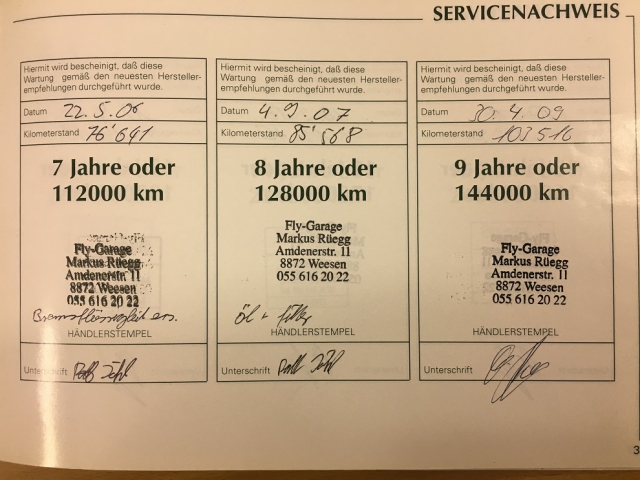 SERVICENACHWEIS
Hiermit wird bescheinigt, daß diese
Wartung gemäß den neuesten Hersteller-
empfehlungen durchgeführt wurde.
Datum 22.5.06
Kilometerstand 76'641
7 Jahre oder
112000 km
Fly-Garage
Markus Rüegg
Amdenerstr. 11
8872 Weesen
055 616 20 22
Bremsflüssigkeit ers.
HÄNDLERSTEMPEL
Unterschrift
Hiermit wird bescheinigt, daß diese
Wartung gemäß den neuesten Hersteller-
empfehlungen durchgeführt wurde.
Datum 4.9.07
Kilometerstand 85'568
8 Jahre oder
128000 km
Fly-Garage
Markus Rüegg
Amdenerstr. 11
8872 Weesen
055 616 20 22
öl + filter
HÄNDLERSTEMPEL
Unterschrift
Hiermit wird bescheinigt, daß diese
Wartung gemäß den neuesten Hersteller-
empfehlungen durchgeführt wurde.
Datum 30.4.09
Kilometerstand 103516
9 Jahre oder
144000 km
Fly-Garage
Markus Rüegg
Amdenerstr. 11
8872 Weesen
055 616 20 22
HÄNDLERSTEMPEL
Unterschrift
3